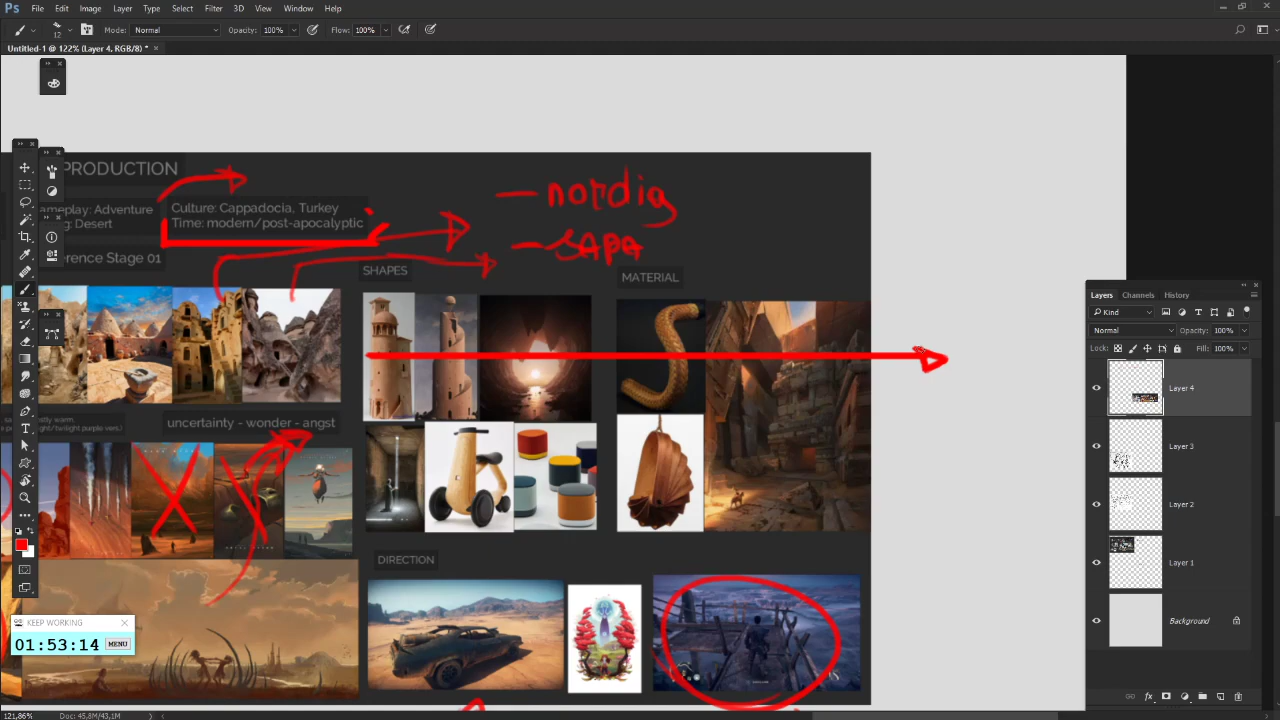 Ps File Edit Image Layer Type Select Filter 3D View Window Help
12 Mode: Normal Opacity: 100% Flow: 100%
Untitled-1 @ 122% (Layer 4, RGB/8) *
PRODUCTION
ameplay: Adventure
g: Desert
Culture: Cappadocia, Turkey
Time: modern/post-apocalyptic
nordig
erence Stage 01
SHAPES
MATERIAL
uncertainty - wonder - angst
DIRECTION
KEEP WORKING
01:53:14 MENU
Layers Channels History
Kind
Normal Opacity: 100%
Lock: Fill: 100%
Layer 4
Layer 3
Layer 2
Layer 1
Background
121,86% Doc: 45,8M/43,1M